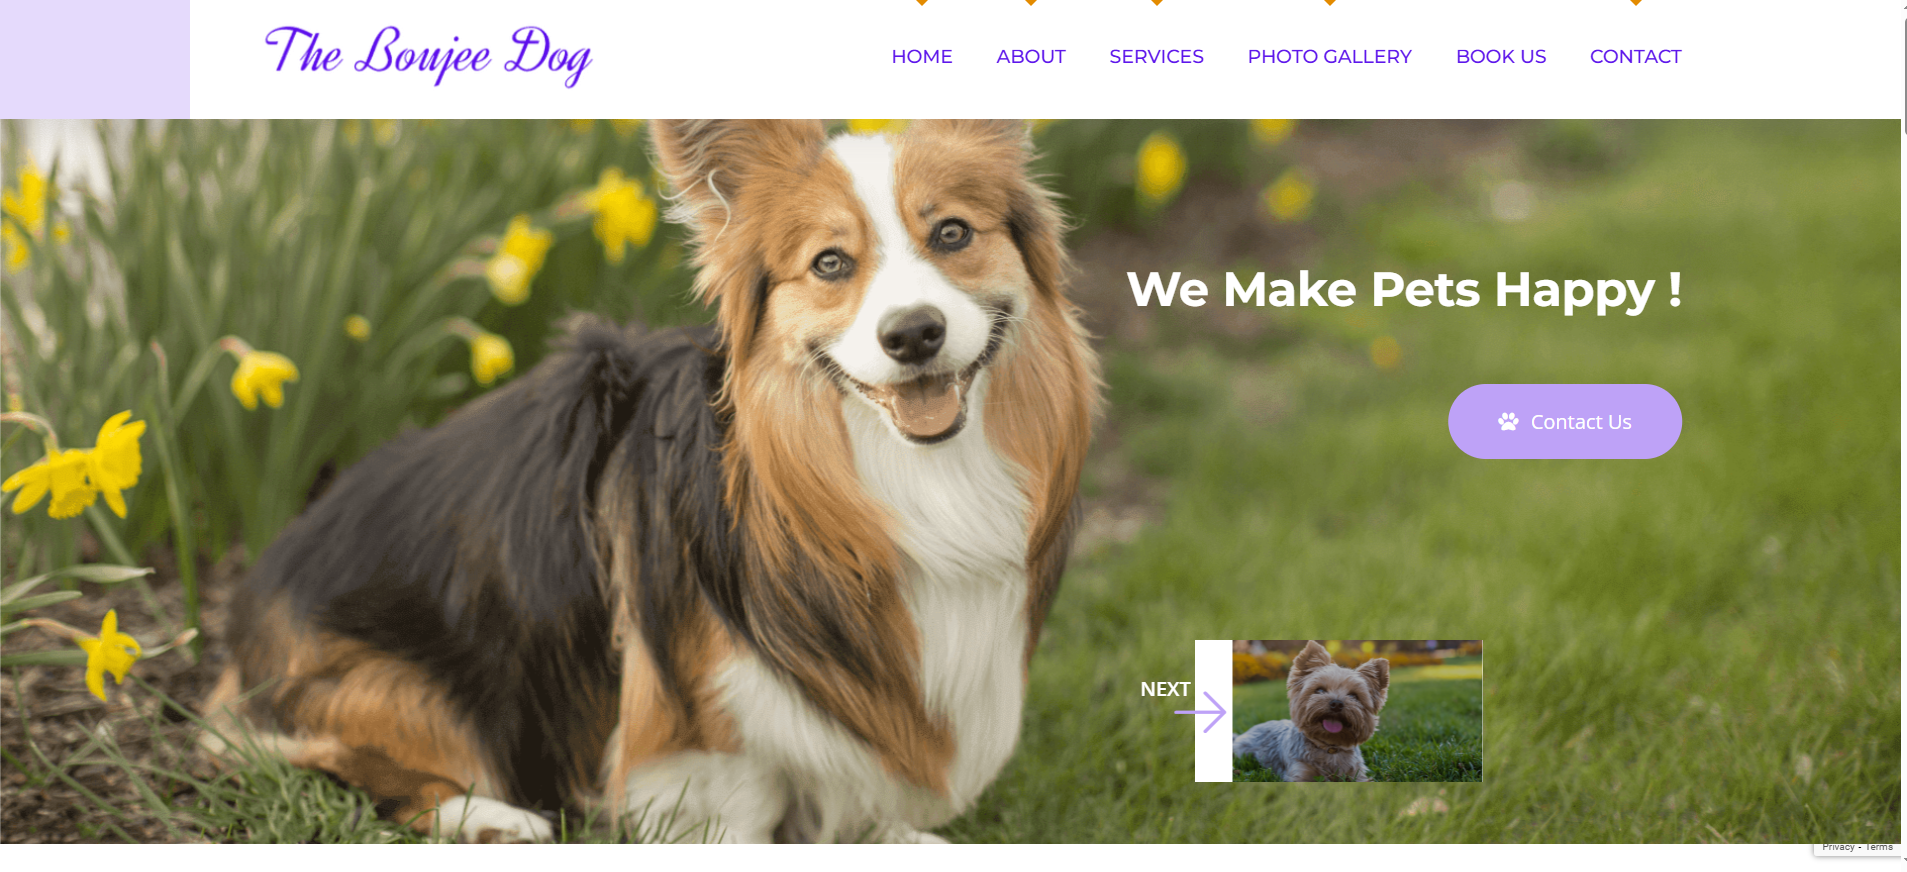 The Boujee Dog
HOME ABOUT SERVICES PHOTO GALLERY BOOK US CONTACT
We Make Pets Happy !
Contact Us
NEXT
Privacy - Terms